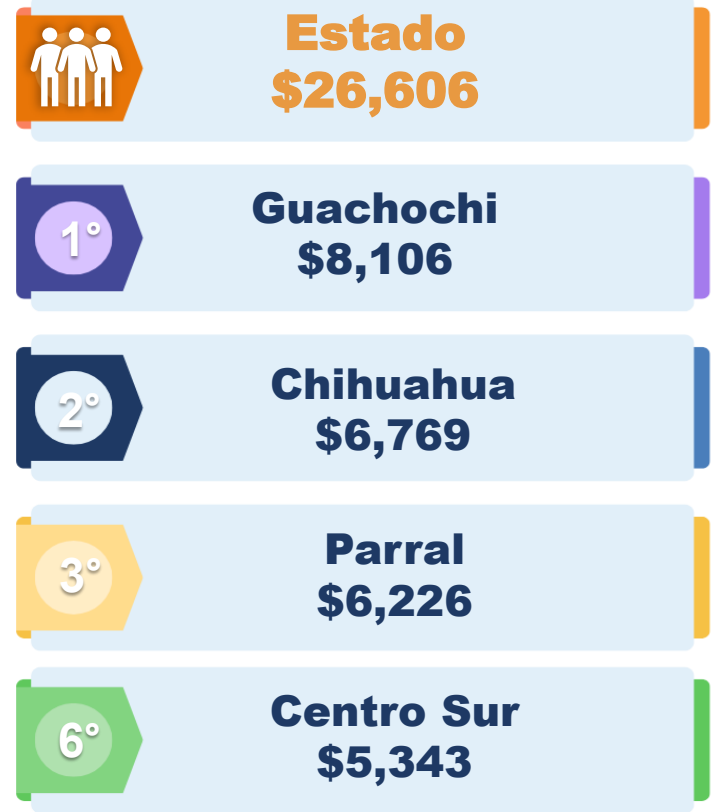 Estado
$26,606
1°
Guachochi
$8,106
2°
Chihuahua
$6,769
3°
Parral
$6,226
6°
Centro Sur
$5,343